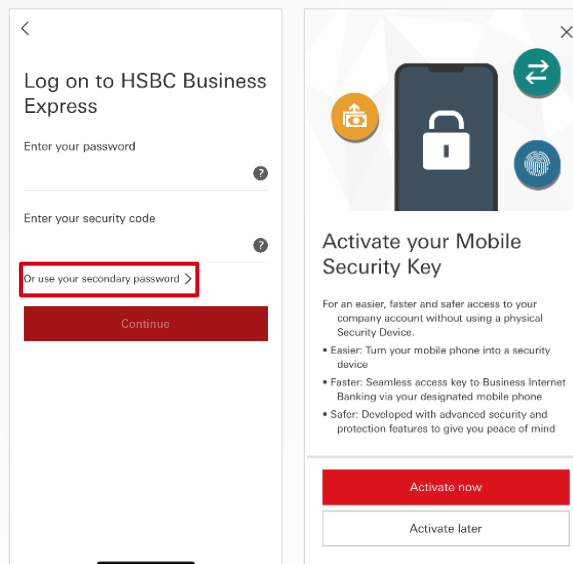 Log on to HSBC Business
Express
Enter your password
?
Enter your security code
?
Or use your secondary password >
Continue
Activate your Mobile
Security Key
For an easier, faster and safer access to your
company account without using a physical
Security Device.
• Easier: Turn your mobile phone into a security
device
• Faster: Seamless access key to Business Internet
Banking via your designated mobile phone
• Safer: Developed with advanced security and
protection features to give you peace of mind
Activate now
Activate later